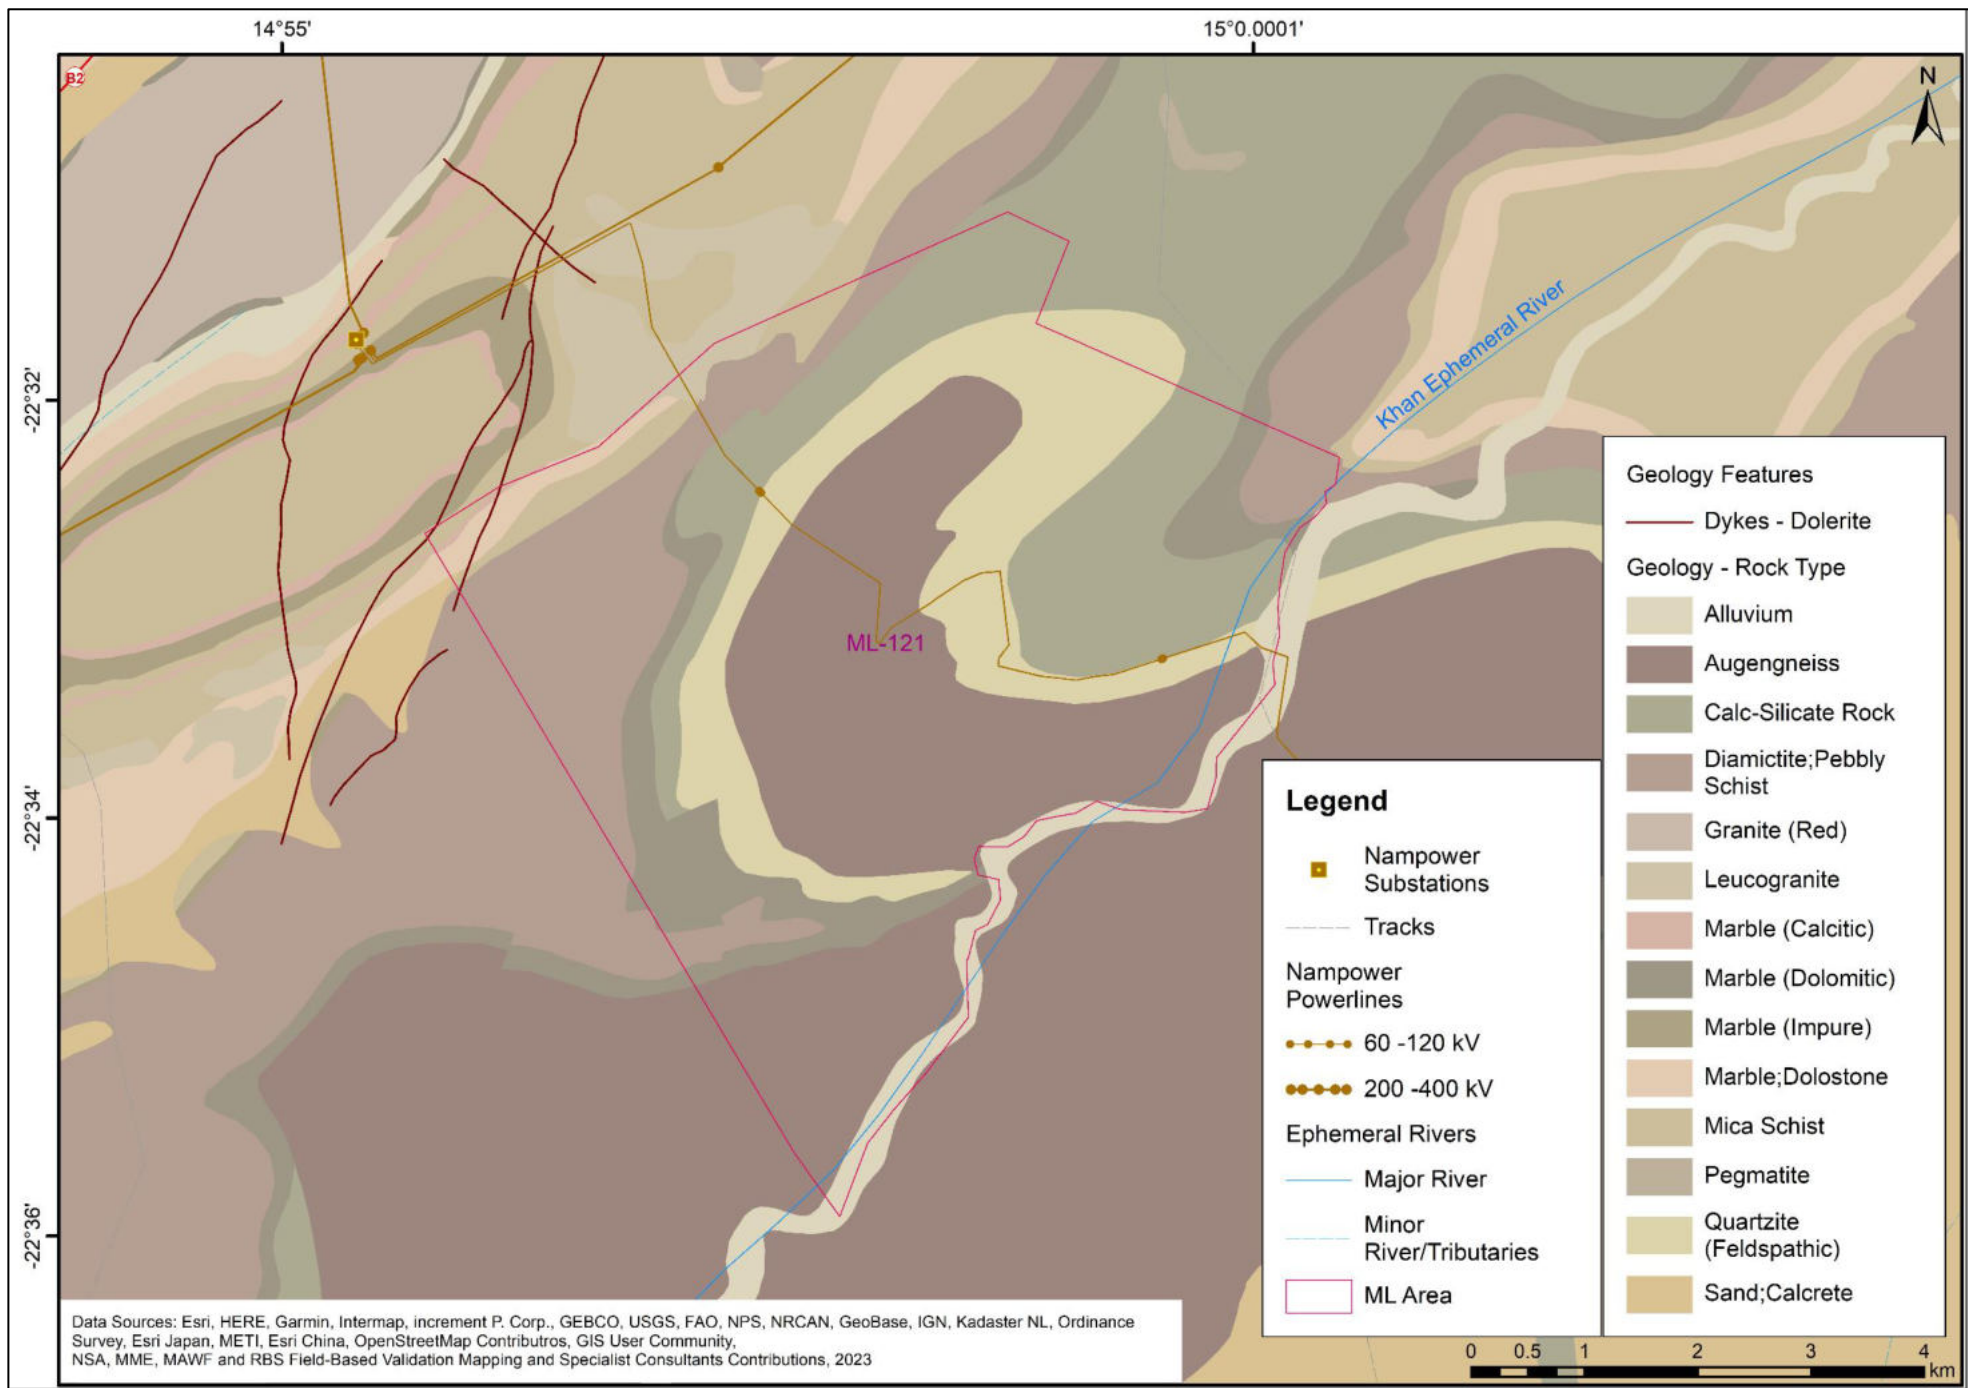 14°55'
15°0.0001'
B2
N
-22°32'
-22°34'
-22°36'
Khan Ephemeral River
ML-121
Legend
Nampower
Substations
Tracks
Nampower
Powerlines
60 -120 kV
200 -400 kV
Ephemeral Rivers
Major River
Minor
River/Tributaries
ML Area
Geology Features
Dykes - Dolerite
Geology - Rock Type
Alluvium
Augengneiss
Calc-Silicate Rock
Diamictite;Pebbly
Schist
Granite (Red)
Leucogranite
Marble (Calcitic)
Marble (Dolomitic)
Marble (Impure)
Marble;Dolostone
Mica Schist
Pegmatite
Quartzite
(Feldspathic)
Sand;Calcrete
0 0.5 1 2 3 4
km
Data Sources: Esri, HERE, Garmin, Intermap, increment P. Corp., GEBCO, USGS, FAO, NPS, NRCAN, GeoBase, IGN, Kadaster NL, Ordinance
Survey, Esri Japan, METI, Esri China, OpenStreetMap Contributros, GIS User Community,
NSA, MME, MAWF and RBS Field-Based Validation Mapping and Specialist Consultants Contributions, 2023